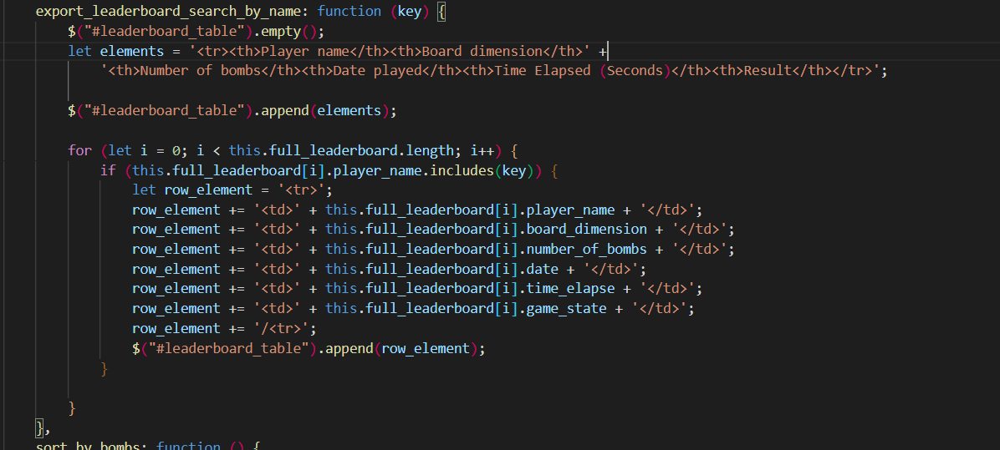 export_leaderboard_search_by_name: function (key) {
$("#leaderboard_table").empty();
let elements = '<tr><th>Player name</th><th>Board dimension</th>' +
'<th>Number of bombs</th><th>Date played</th><th>Time Elapsed (Seconds)</th><th>Result</th></tr>';
$("#leaderboard_table").append(elements);
for (let i = 0; i < this.full_leaderboard.length; i++) {
if (this.full_leaderboard[i].player_name.includes(key)) {
let row_element = '<tr>';
row_element += '<td>' + this.full_leaderboard[i].player_name + '</td>';
row_element += '<td>' + this.full_leaderboard[i].board_dimension + '</td>';
row_element += '<td>' + this.full_leaderboard[i].number_of_bombs + '</td>';
row_element += '<td>' + this.full_leaderboard[i].date + '</td>';
row_element += '<td>' + this.full_leaderboard[i].time_elapse + '</td>';
row_element += '<td>' + this.full_leaderboard[i].game_state + '</td>';
row_element += '/<tr>';
$("#leaderboard_table").append(row_element);
}
}
},
sort_by_bombs: function () {